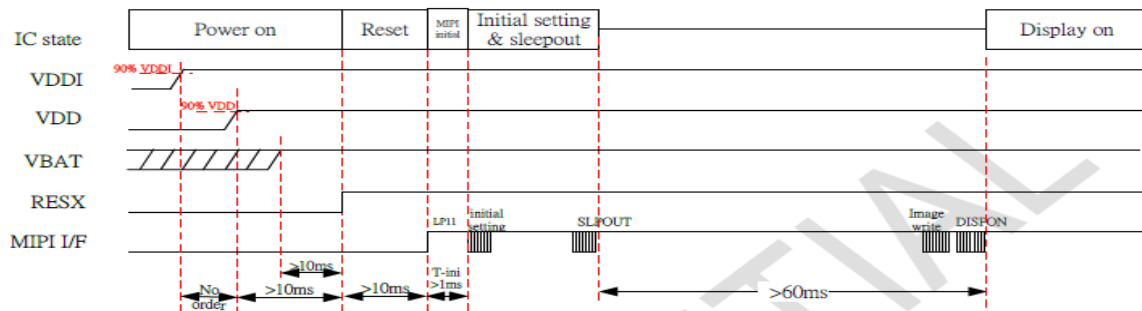 IC state
Power on
Reset
MIPI
initial
Initial setting
& sleepout
Display on
VDDI
90% VDDI
VDD
90% VDD
VBAT
RESX
MIPI I/F
LP11
initial
setting
SLPOUT
Image
write
DISPON
>10ms
No
order
>10ms
>10ms
T-ini
>1ms
>60ms
TIAL